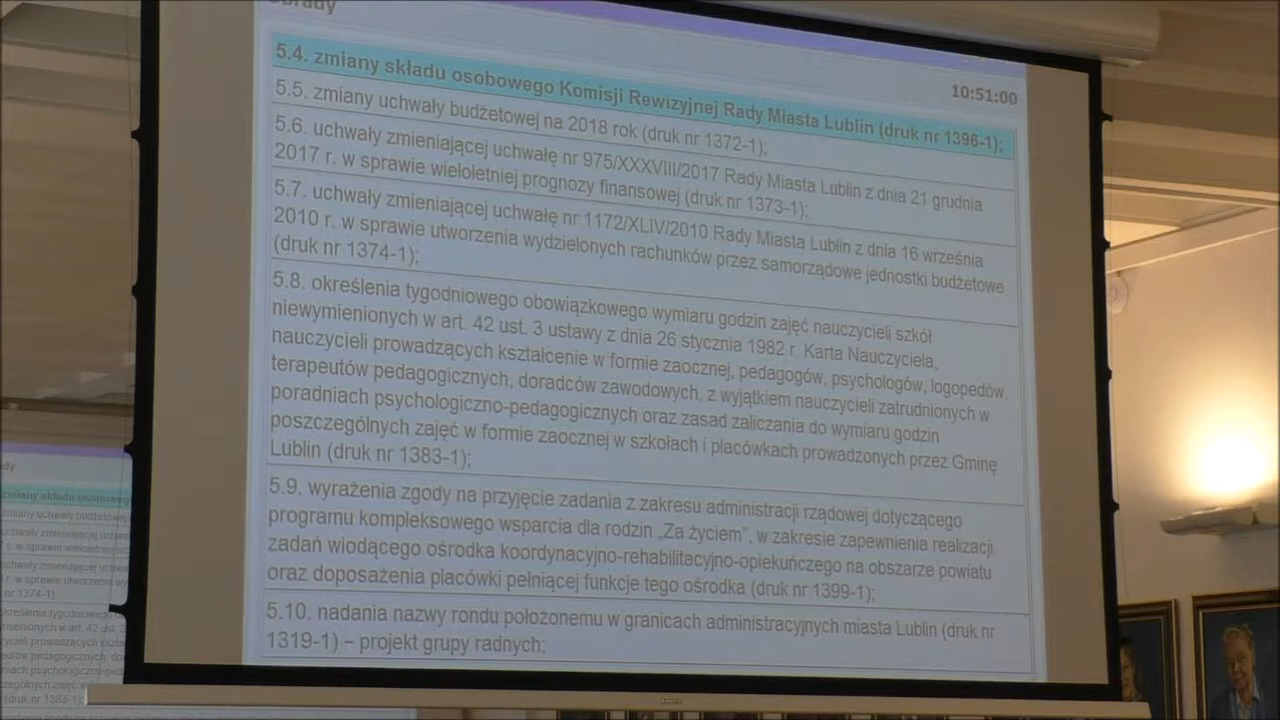 10:51:00
5.4. zmiany składu osobowego Komisji Rewizyjnej Rady Miasta Lublin (druk nr 1396-1);
5.5. zmiany uchwały budżetowej na 2018 rok (druk nr 1372-1);
5.6. uchwały zmieniającej uchwałę nr 975/XXXVIII/2017 Rady Miasta Lublin z dnia 21 grudnia
2017 r. w sprawie wieloletniej prognozy finansowej (druk nr 1373-1);
5.7. uchwały zmieniającej uchwałę nr 1172/XLIV/2010 Rady Miasta Lublin z dnia 16 września
2010 r. w sprawie utworzenia wydzielonych rachunków przez samorządowe jednostki budżetowe
(druk nr 1374-1);
5.8. określenia tygodniowego obowiązkowego wymiaru godzin zajęć nauczycieli szkół
niewymienionych w art. 42 ust. 3 ustawy z dnia 26 stycznia 1982 r. Karta Nauczyciela,
nauczycieli prowadzących kształcenie w formie zaocznej, pedagogów, psychologów, logopedów,
terapeutów pedagogicznych, doradców zawodowych, z wyjątkiem nauczycieli zatrudnionych w
poradniach psychologiczno-pedagogicznych oraz zasad zaliczania do wymiaru godzin
poszczególnych zajęć w formie zaocznej w szkołach i placówkach prowadzonych przez Gminę
Lublin (druk nr 1383-1);
5.9. wyrażenia zgody na przyjęcie zadania z zakresu administracji rządowej dotyczącego
programu kompleksowego wsparcia dla rodzin „Za życiem”, w zakresie zapewnienia realizacji
zadań wiodącego ośrodka koordynacyjno-rehabilitacyjno-opiekuńczego na obszarze powiatu
oraz doposażenia placówki pełniącej funkcje tego ośrodka (druk nr 1399-1);
5.10. nadania nazwy rondu położonemu w granicach administracyjnych miasta Lublin (druk nr
1319-1) – projekt grupy radnych;